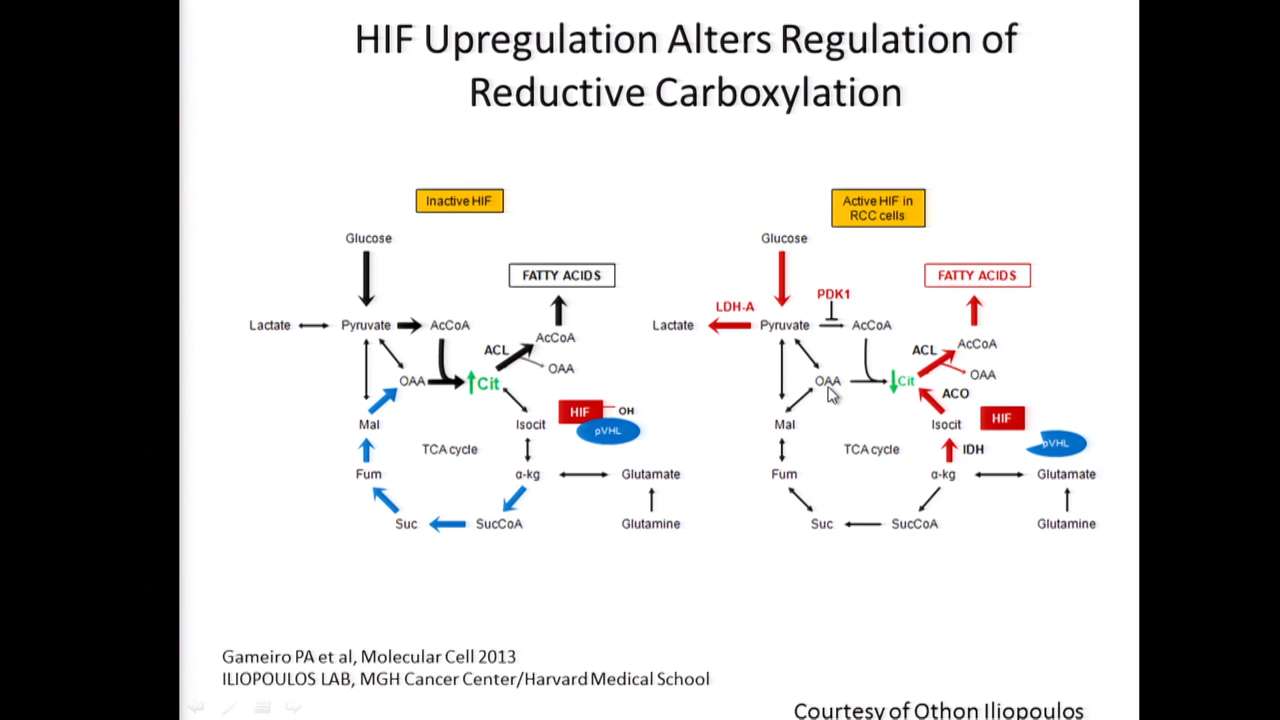 HIF Upregulation Alters Regulation of
Reductive Carboxylation
Inactive HIF
Glucose
FATTY ACIDS
Lactate
Pyruvate
AcCoA
ACL
AcCoA
OAA
OAA
Cit
HIF
OH
pVHL
Mal
Isocit
TCA cycle
Fum
α-kg
Glutamate
Suc
SucCoA
Glutamine
Active HIF in
RCC cells
Glucose
FATTY ACIDS
PDK1
LDH-A
Lactate
Pyruvate
AcCoA
ACL
AcCoA
OAA
OAA
Cit
ACO
HIF
Mal
Isocit
pVHL
TCA cycle
IDH
Fum
α-kg
Glutamate
Suc
SucCoA
Glutamine
Gameiro PA et al, Molecular Cell 2013
ILIOPOULOS LAB, MGH Cancer Center/Harvard Medical School
Courtesy of Othon Iliopoulos